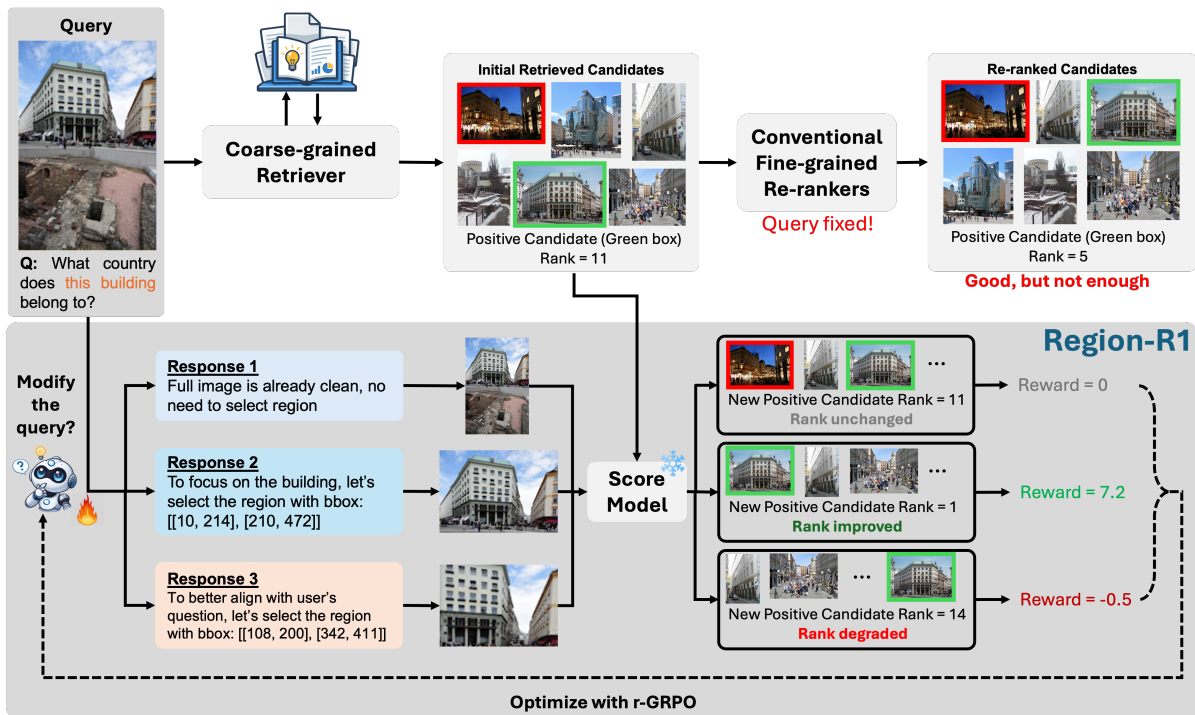 Query
Q: What country
does this building
belong to?
Coarse-grained
Retriever
Initial Retrieved Candidates
Positive Candidate (Green box)
Rank = 11
Conventional
Fine-grained
Re-rankers
Query fixed!
Re-ranked Candidates
Positive Candidate (Green box)
Rank = 5
Good, but not enough
Region-R1
Modify
the
query?
?
Response 1
Full image is already clean, no
need to select region
Response 2
To focus on the building, let's
select the region with bbox:
[[10, 214], [210, 472]]
Response 3
To better align with user's
question, let's select the region
with bbox: [[108, 200], [342, 411]]
Score
Model
...
New Positive Candidate Rank = 11
Rank unchanged
Reward = 0
...
New Positive Candidate Rank = 1
Rank improved
Reward = 7.2
...
New Positive Candidate Rank = 14
Rank degraded
Reward = -0.5
Optimize with r-GRPO